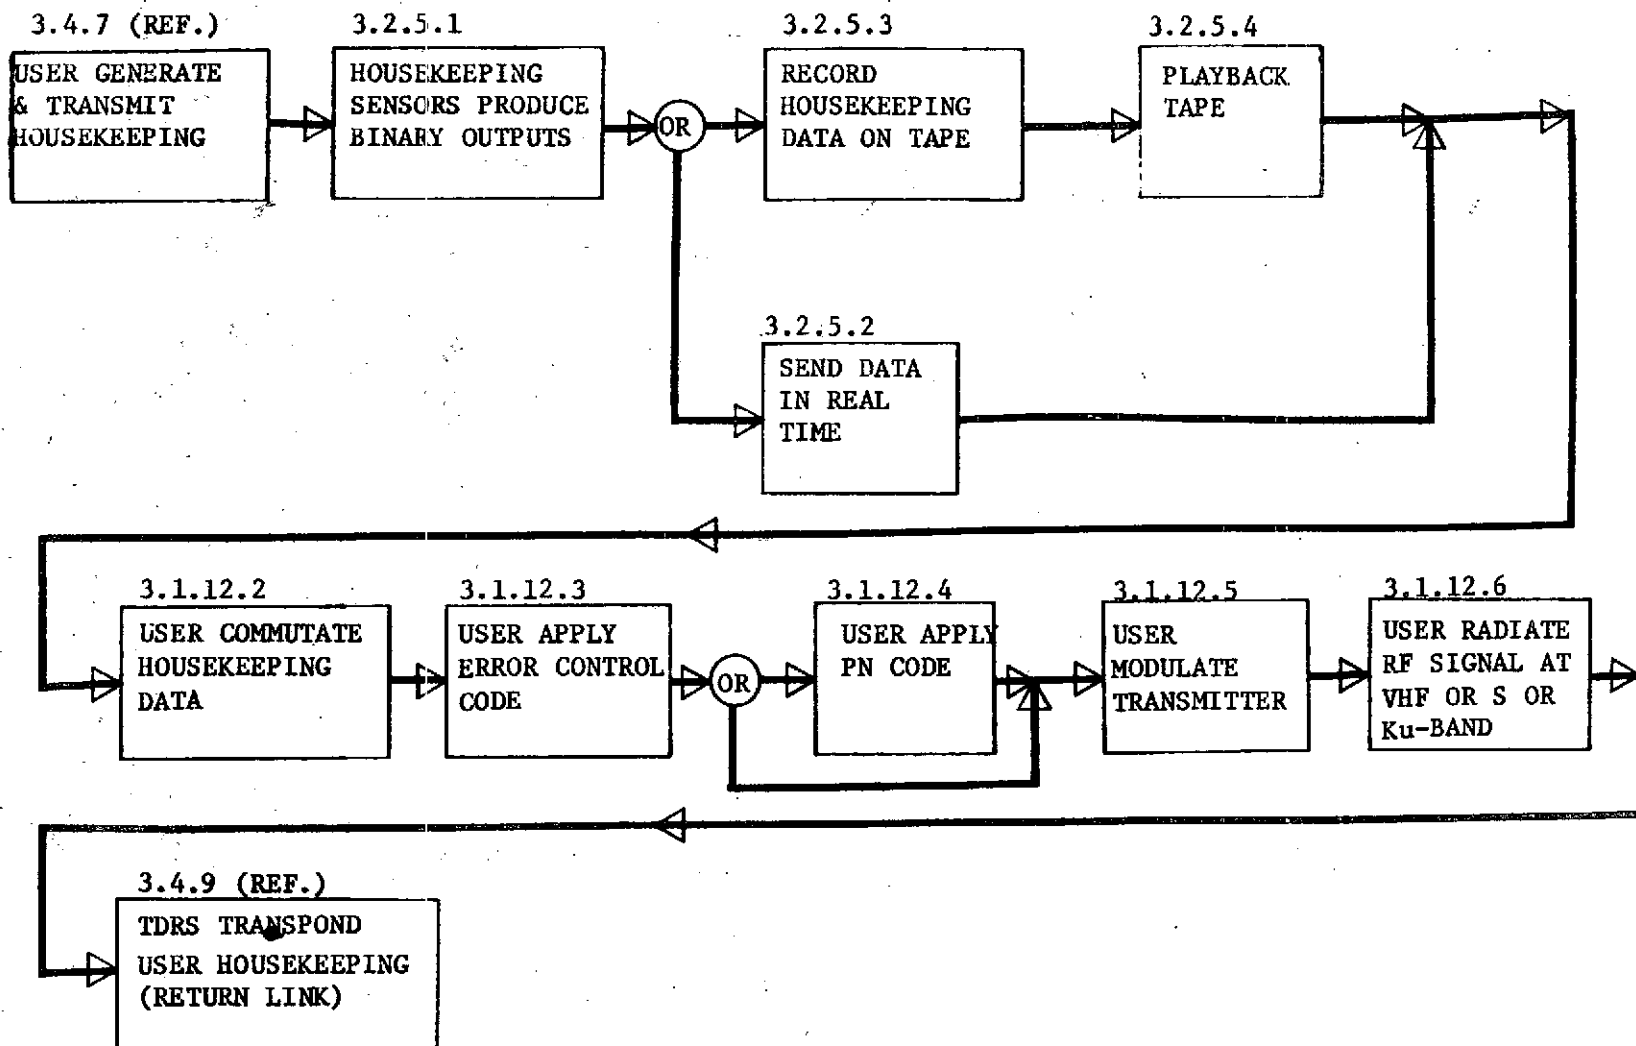 3.4.7 (REF.)
USER GENERATE
& TRANSMIT
HOUSEKEEPING
3.2.5.1
HOUSEKEEPING
SENSORS PRODUCE
BINARY OUTPUTS
OR
3.2.5.3
RECORD
HOUSEKEEPING
DATA ON TAPE
3.2.5.4
PLAYBACK
TAPE
3.2.5.2
SEND DATA
IN REAL
TIME
3.1.12.2
USER COMMUTATE
HOUSEKEEPING
DATA
3.1.12.3
USER APPLY
ERROR CONTROL
CODE
OR
3.1.12.4
USER APPLY
PN CODE
3.1.12.5
USER
MODULATE
TRANSMITTER
3.1.12.6
USER RADIATE
RF SIGNAL AT
VHF OR S OR
Ku-BAND
3.4.9 (REF.)
TDRS TRANSPOND
USER HOUSEKEEPING
(RETURN LINK)